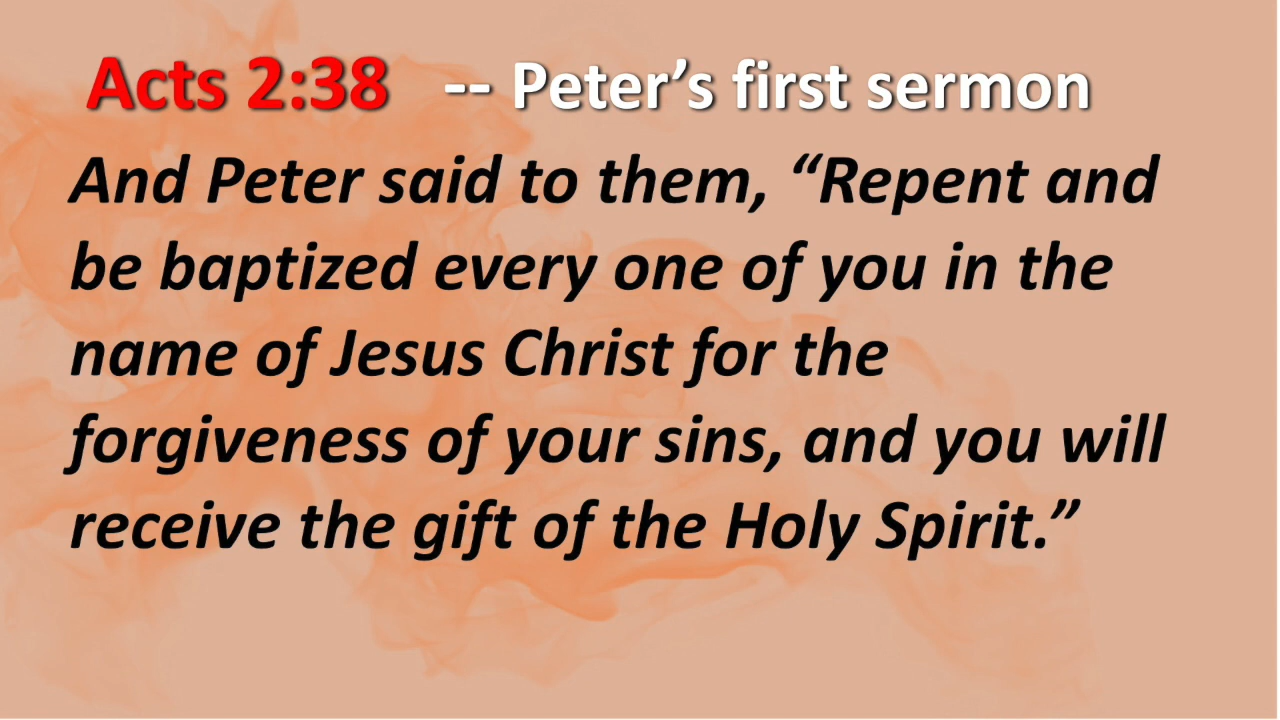 Acts 2:38 -- Peter’s first sermon
And Peter said to them, “Repent and
be baptized every one of you in the
name of Jesus Christ for the
forgiveness of your sins, and you will
receive the gift of the Holy Spirit.”